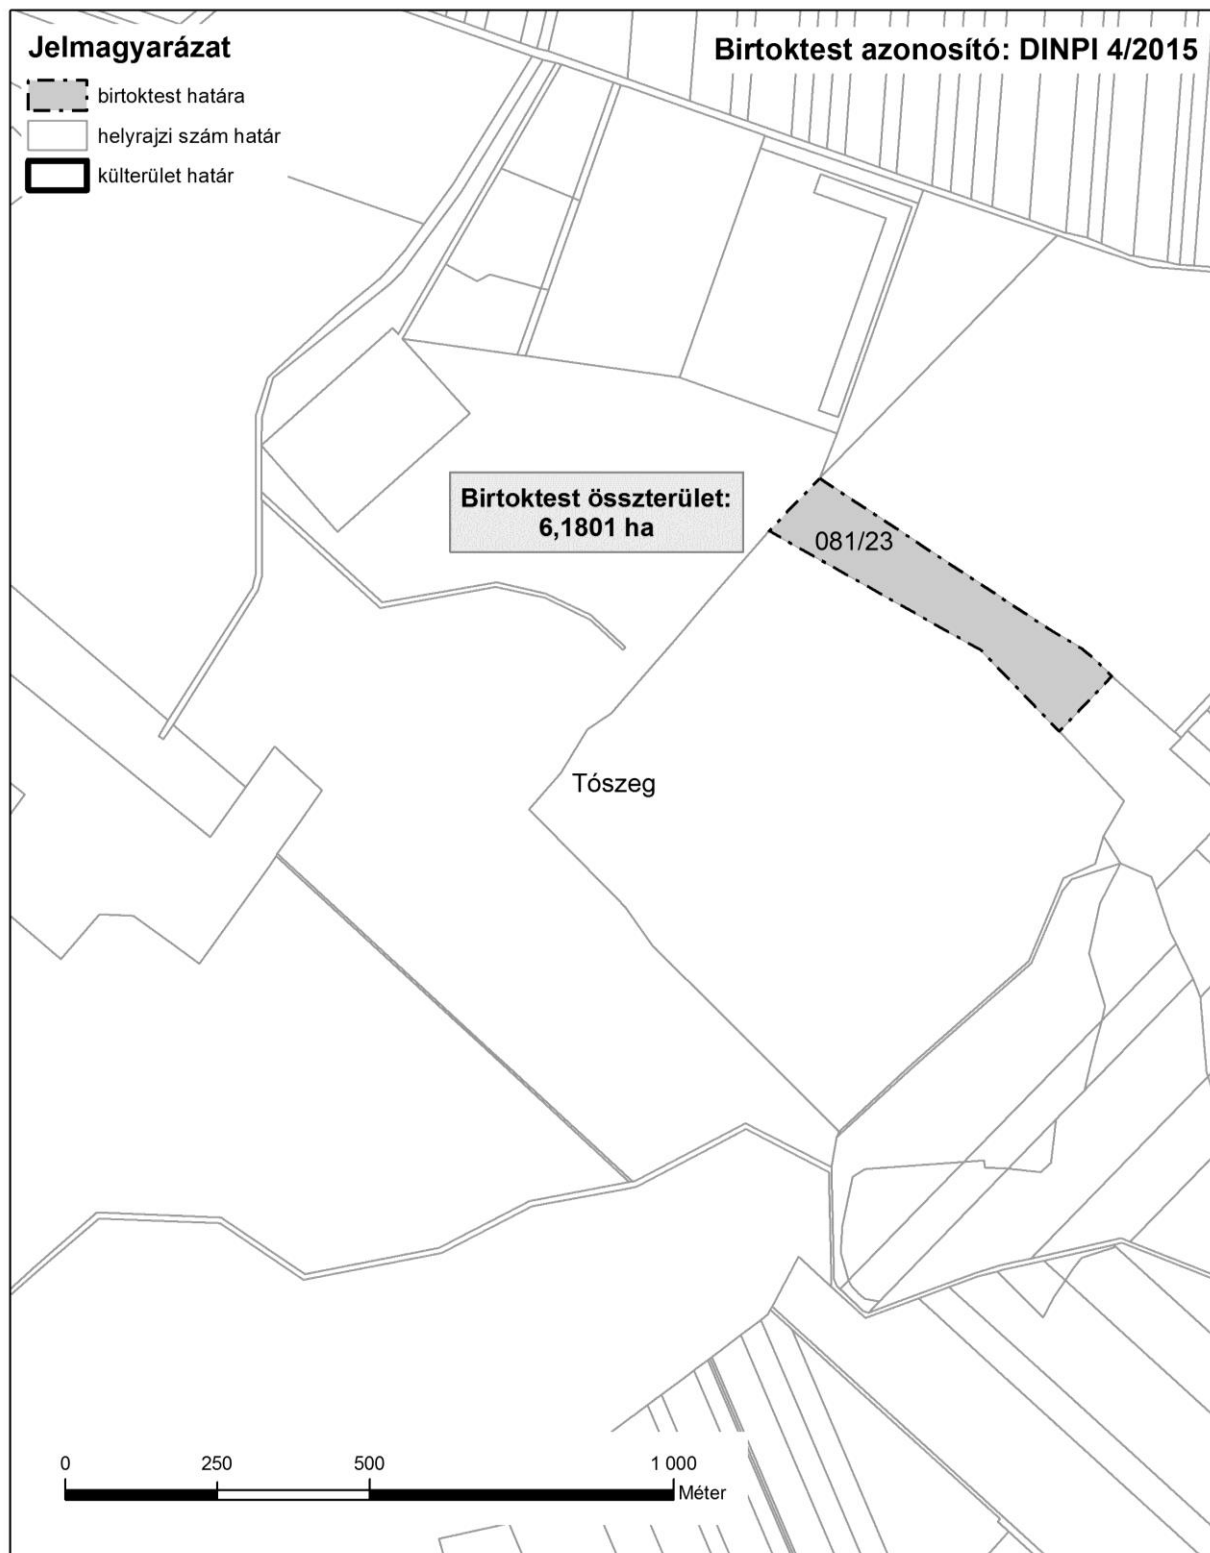 Jelmagyarázat
birtoktest határa
helyrajzi szám határ
külterület határ
Birtoktest azonosító: DINPI 4/2015
Birtoktest összterület:
6,1801 ha
081/23
Tószeg
0 250 500 1 000
Méter